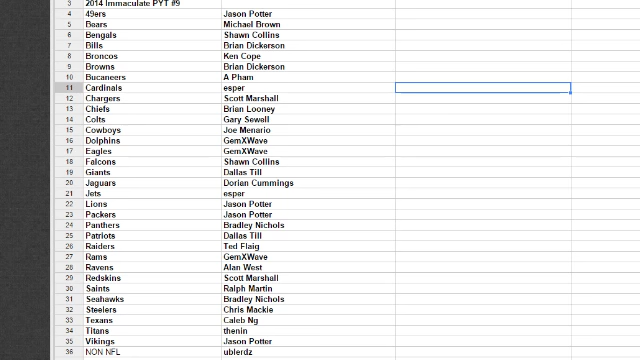 3 2014 Immaculate PYT #9
4 49ers Jason Potter
5 Bears Michael Brown
6 Bengals Shawn Collins
7 Bills Brian Dickerson
8 Broncos Ken Cope
9 Browns Brian Dickerson
10 Bucaneers A Pham
11 Cardinals esper
12 Chargers Scott Marshall
13 Chiefs Brian Looney
14 Colts Gary Sewell
15 Cowboys Joe Menario
16 Dolphins GemXWave
17 Eagles GemXWave
18 Falcons Shawn Collins
19 Giants Dallas Till
20 Jaguars Dorian Cummings
21 Jets esper
22 Lions Jason Potter
23 Packers Jason Potter
24 Panthers Bradley Nichols
25 Patriots Dallas Till
26 Raiders Ted Flaig
27 Rams GemXWave
28 Ravens Alan West
29 Redskins Scott Marshall
30 Saints Ralph Martin
31 Seahawks Bradley Nichols
32 Steelers Chris Mackie
33 Texans Caleb Ng
34 Titans thenin
35 Vikings Jason Potter
36 NON NFL ublerdz